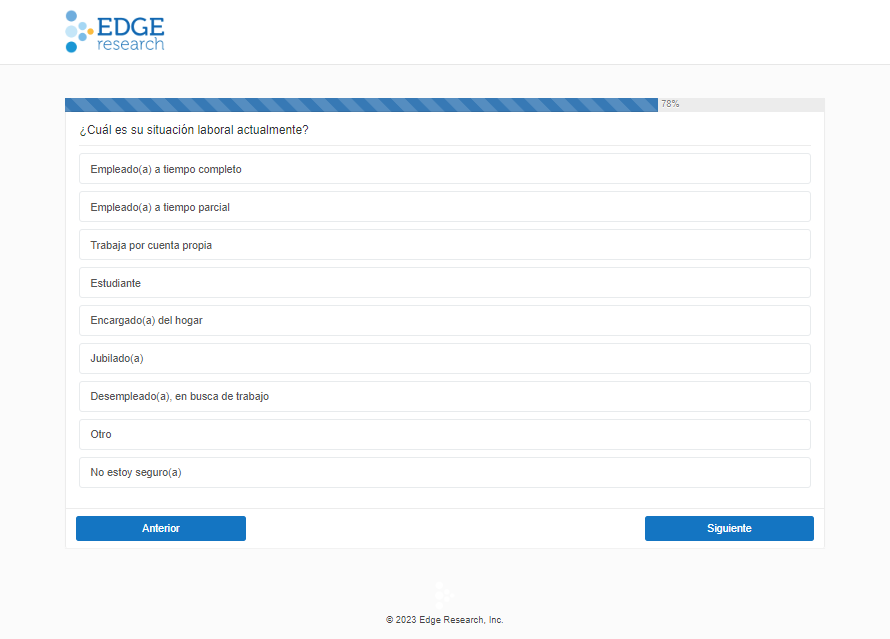 EDGE
research
78%
¿Cuál es su situación laboral actualmente?
Empleado(a) a tiempo completo
Empleado(a) a tiempo parcial
Trabaja por cuenta propia
Estudiante
Encargado(a) del hogar
Jubilado(a)
Desempleado(a), en busca de trabajo
Otro
No estoy seguro(a)
Anterior
Siguiente
© 2023 Edge Research, Inc.